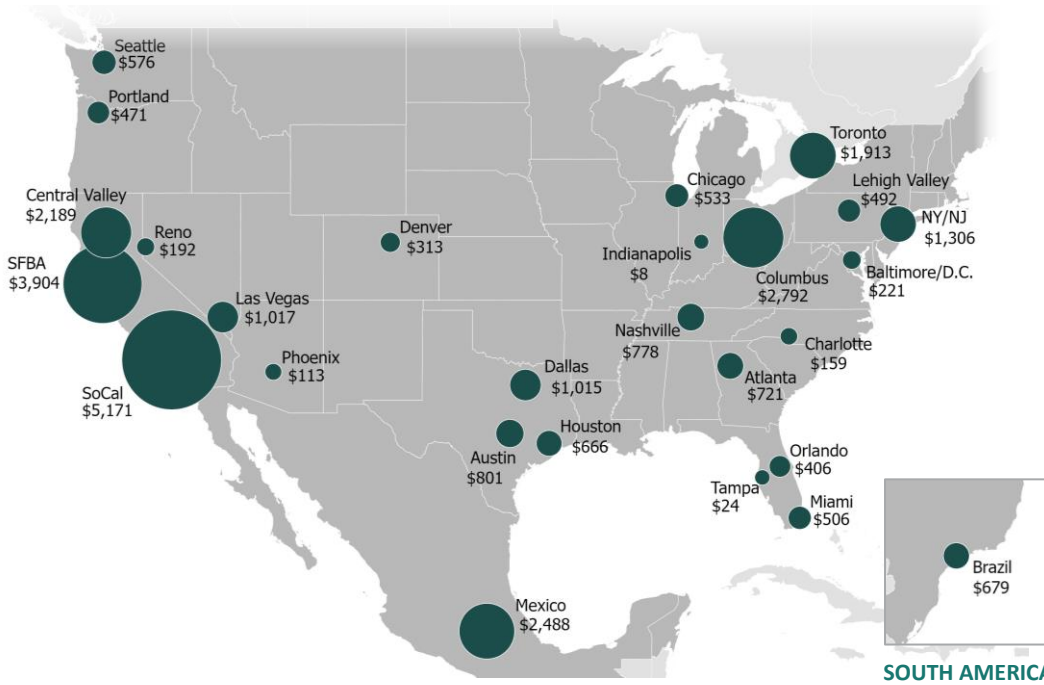 Seattle
$576
Portland
$471
Toronto
$1,913
Chicago
$533
Lehigh Valley
$492
Central Valley
$2,189
NY/NJ
$1,306
Reno
$192
Denver
$313
Indianapolis
$8
SFBA
$3,904
Columbus
$2,792
Baltimore/D.C.
$221
Las Vegas
$1,017
Nashville
$778
Charlotte
$159
Phoenix
$113
Dallas
$1,015
Atlanta
$721
SoCal
$5,171
Houston
$666
Austin
$801
Orlando
$406
Tampa
$24
Miami
$506
Brazil
$679
Mexico
$2,488
SOUTH AMERICA